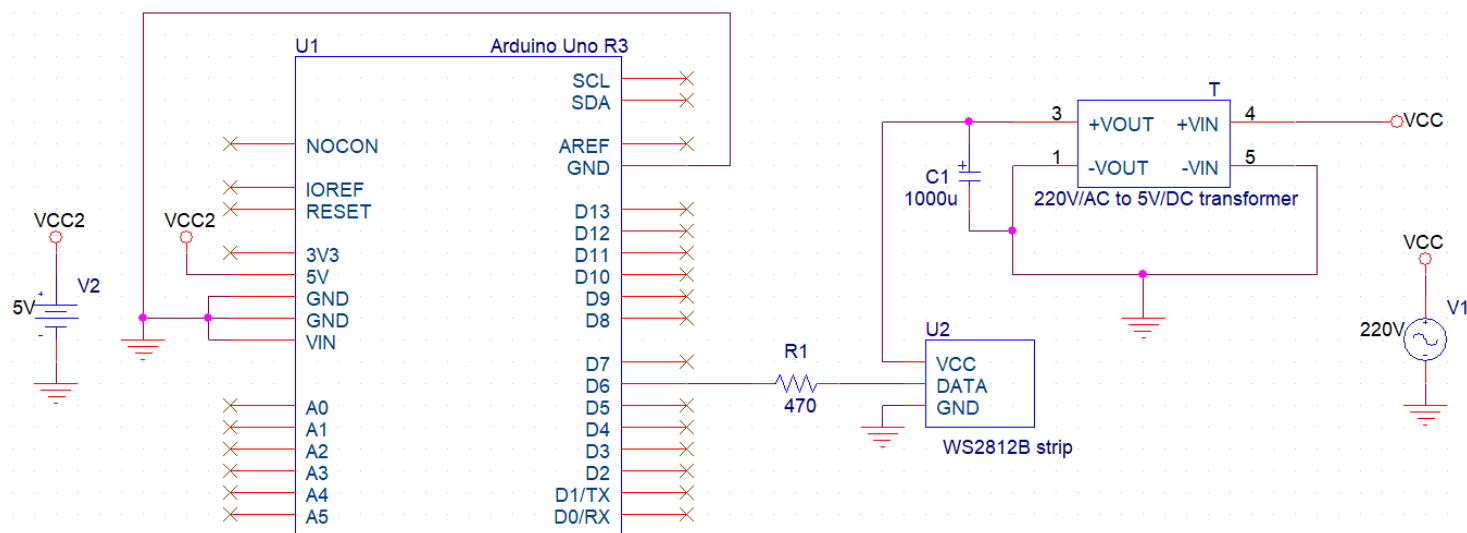 U1
Arduino Uno R3
NOCON
IOREF
RESET
3V3
5V
GND
GND
VIN
A0
A1
A2
A3
A4
A5
SCL
SDA
AREF
GND
D13
D12
D11
D10
D9
D8
D7
D6
D5
D4
D3
D2
D1/TX
D0/RX
VCC2
VCC2
V2
5V
+
-
R1
470
U2
VCC
DATA
GND
WS2812B strip
C1
1000u
+
T
3
+VOUT
+VIN
4
1
-VOUT
-VIN
5
220V/AC to 5V/DC transformer
VCC
VCC
V1
220V
+
-